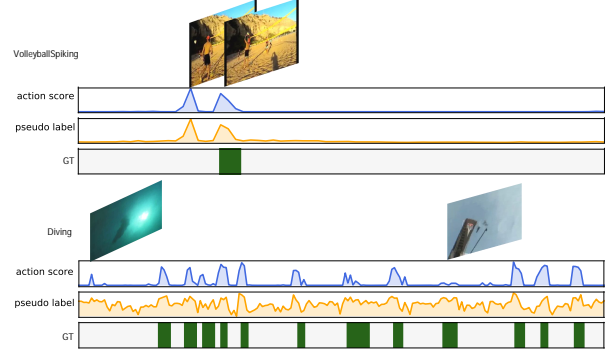 VolleyballSpiking
action score
pseudo label
GT
Diving
action score
pseudo label
GT